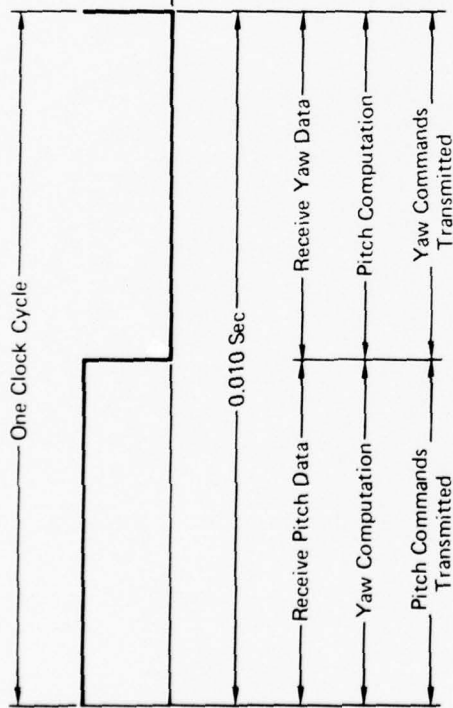 One Clock Cycle
0.010 Sec
Receive Pitch Data
Receive Yaw Data
Yaw Computation
Pitch Computation
Pitch Commands
Transmitted
Yaw Commands
Transmitted